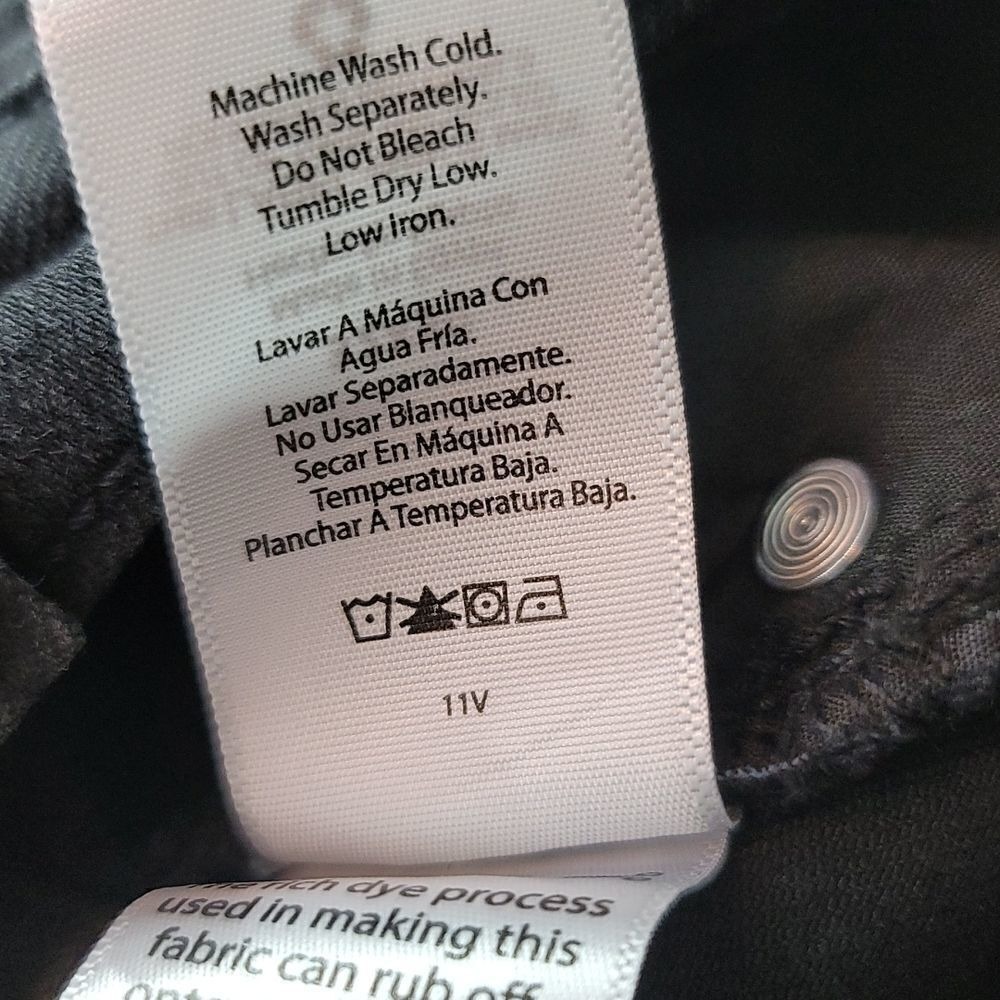 Machine Wash Cold.
Wash Separately.
Do Not Bleach
Tumble Dry Low.
Low Iron.
Lavar A Máquina Con
Agua Fría.
Lavar Separadamente.
No Usar Blanqueador.
Secar En Máquina A
Temperatura Baja.
Planchar A Temperatura Baja.
11V
rich dye process
used in making this
fabric can rub off